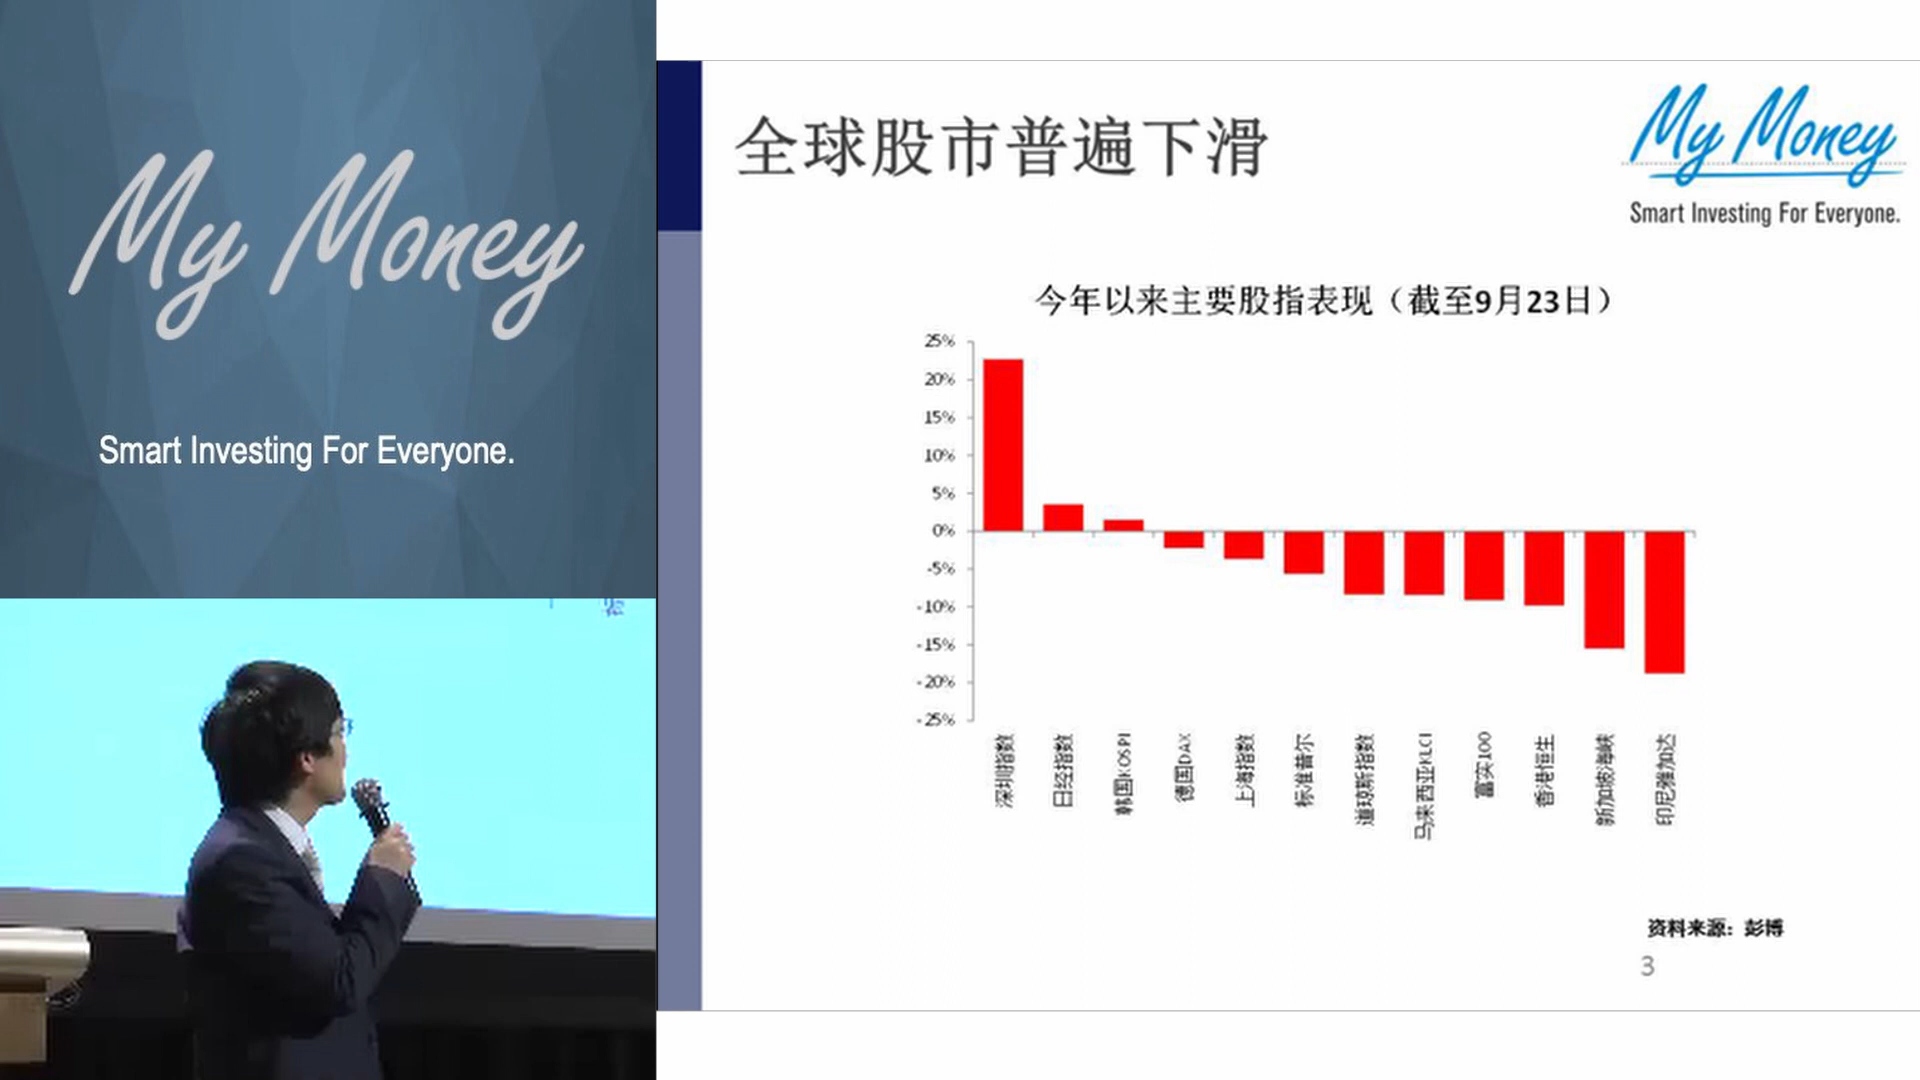 My Money
Smart Investing For Everyone.
全球股市普遍下滑
My Money
Smart Investing For Everyone.
今年以来主要股指表现（截至9月23日）
25%
20%
15%
10%
5%
0%
-5%
-10%
-15%
-20%
-25%
深圳指数
日经指数
韩国KOSPI
德国DAX
上海指数
标准普尔
道琼斯指数
马来西亚KLCI
富实100
香港恒生
新加坡海峡
印尼雅加达
资料来源：彭博
3